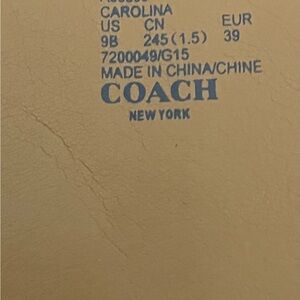 CAROLINA
US CN EUR
9B 245(1.5) 39
7200049/G15
MADE IN CHINA/CHINE
COACH
NEW YORK